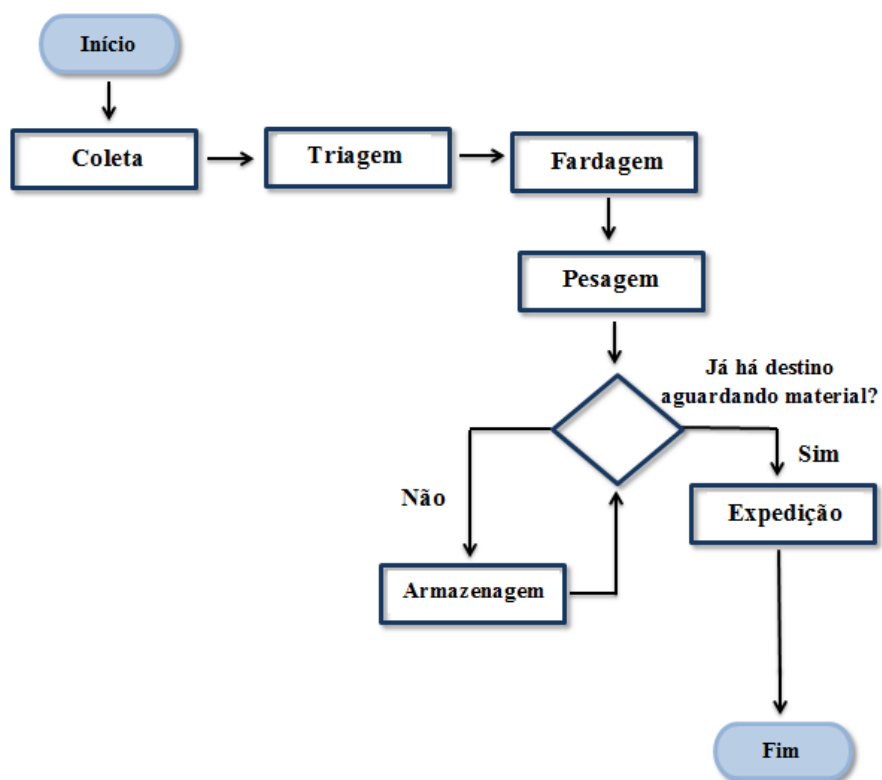 Início
Coleta
Triagem
Fardagem
Pesagem
Já há destino
aguardando material?
Sim
Não
Expedição
Armazenagem
Fim